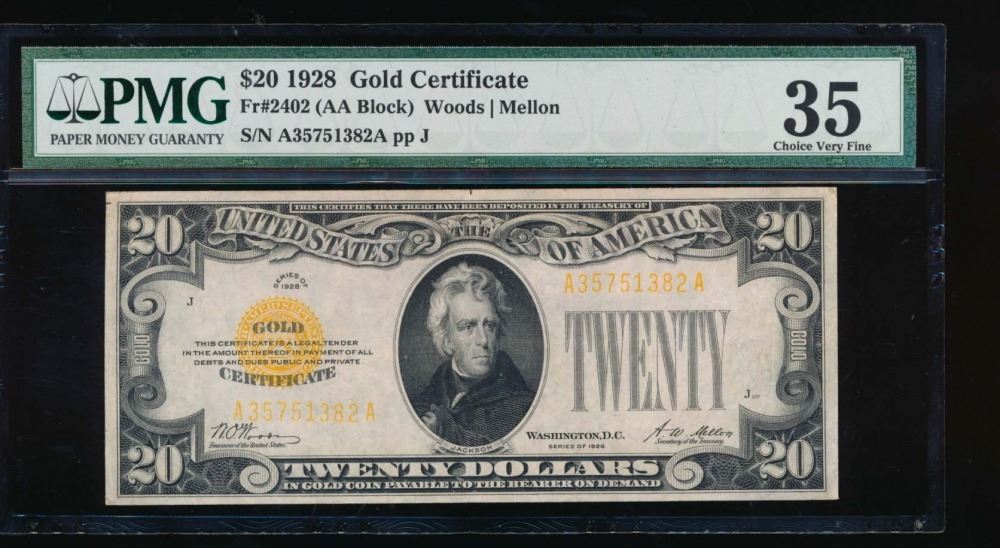 PMG
PAPER MONEY GUARANTY
$20 1928 Gold Certificate
Fr#2402 (AA Block) Woods | Mellon
S/N A35751382A pp J
35
Choice Very Fine
THIS CERTIFIES THAT THERE HAVE BEEN DEPOSITED IN THE TREASURY OF
20
UNITED STATES THE OF AMERICA
20
SERIES OF
1928
A35751382A
J
GOLD
GOLD
THIS CERTIFICATE IS A LEGAL TENDER
IN THE AMOUNT THEREOF IN PAYMENT OF ALL
DEBTS AND DUES PUBLIC AND PRIVATE
CERTIFICATE
TWENTY
GOLD
A35751382A
J
W.O. Woods
Treasurer of the United States
JACKSON
WASHINGTON, D.C.
SERIES OF 1928
A. W. Mellon
Secretary of the Treasury
20
TWENTY DOLLARS
20
IN GOLD COIN PAYABLE TO THE BEARER ON DEMAND